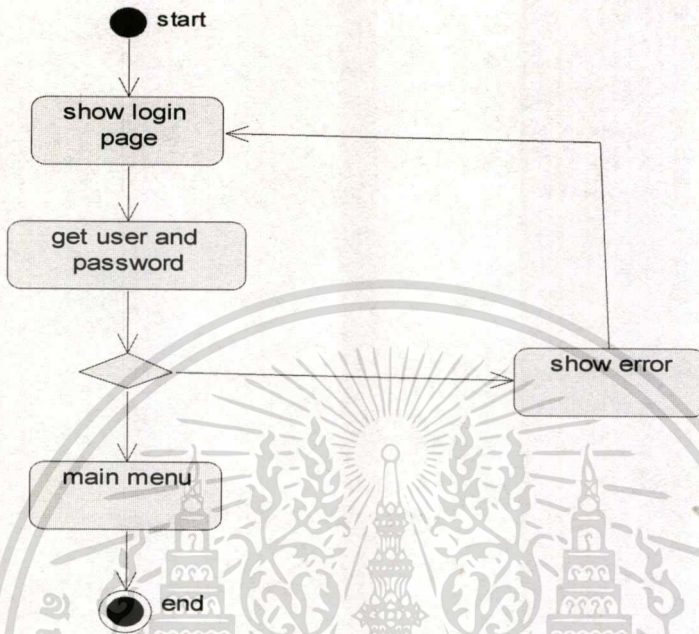 start
show login
page
get user and
password
show error
main menu
end